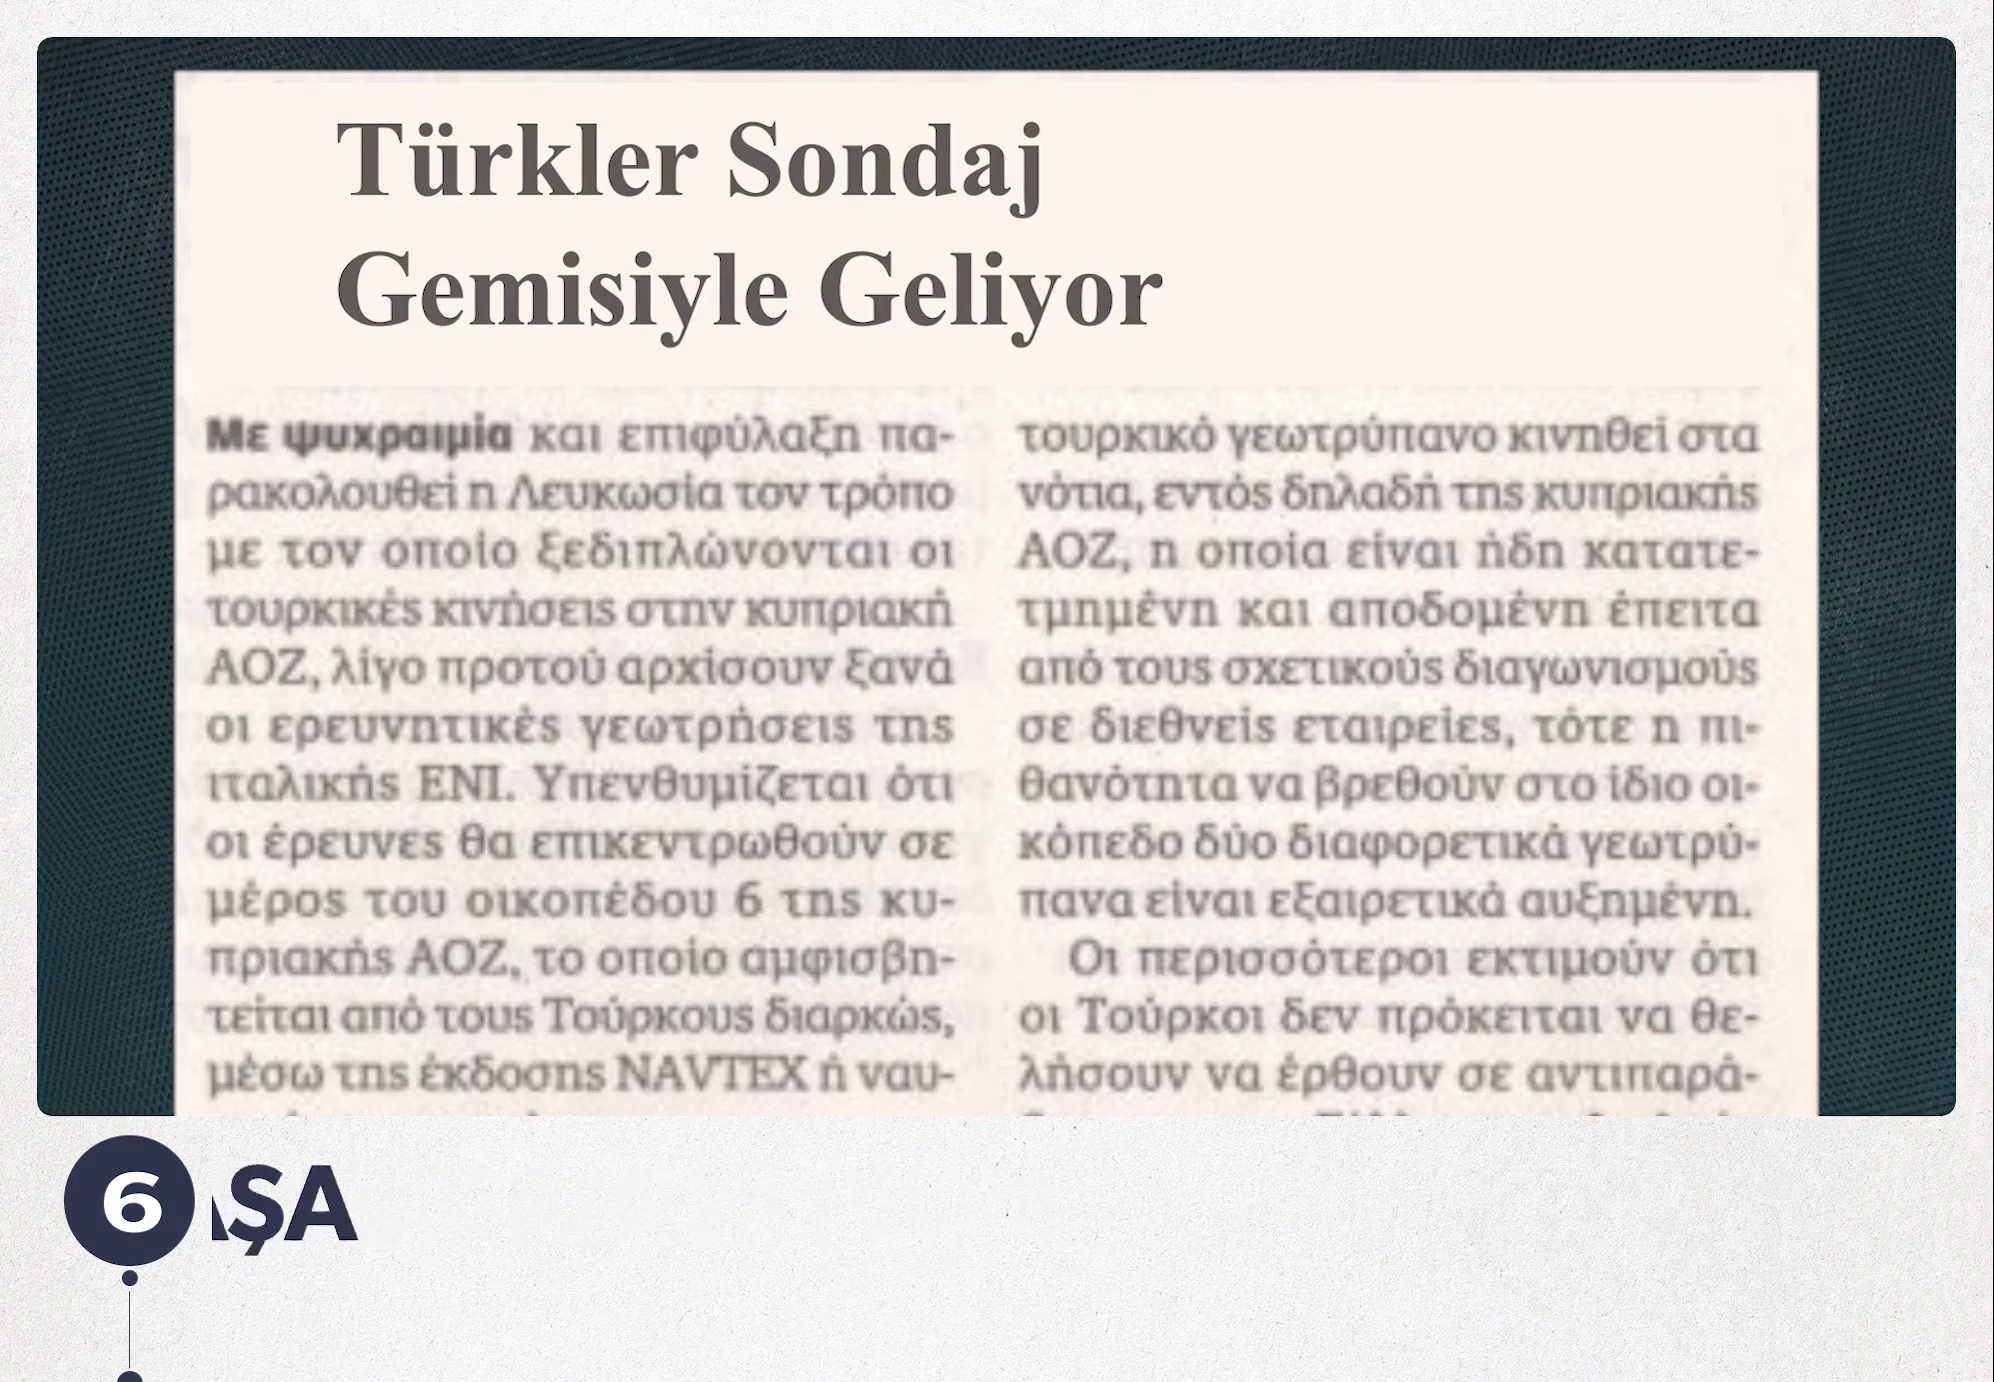 Türkler Sondaj
Gemisiyle Geliyor
Με ψυχραιμία και επιφύλαξη πα-
ρακολουθεί η Λευκωσία τον τρόπο
με τον οποίο ξεδιπλώνονται οι
τουρκικές κινήσεις στην κυπριακή
ΑΟΖ, λίγο προτού αρχίσουν ξανά
οι ερευνητικές γεωτρήσεις της
ιταλικής ΕΝΙ. Υπενθυμίζεται ότι
οι έρευνες θα επικεντρωθούν σε
μέρος του οικοπέδου 6 της κυ-
πριακής ΑΟΖ, το οποίο αμφισβη-
τείται από τους Τούρκους διαρκώς,
μέσω της έκδοσης NAVTEX ή ναυ-
τουρκικό γεωτρύπανο κινηθεί στα
νότια, εντός δηλαδή της κυπριακής
ΑΟΖ, η οποία είναι ήδη κατατε-
τμημένη και αποδομένη έπειτα
από τους σχετικούς διαγωνισμούς
σε διεθνείς εταιρείες, τότε η πι-
θανότητα να βρεθούν στο ίδιο οι-
κόπεδο δύο διαφορετικά γεωτρύ-
πανα είναι εξαιρετικά αυξημένη.
Οι περισσότεροι εκτιμούν ότι
οι Τούρκοι δεν πρόκειται να θε-
λήσουν να έρθουν σε αντιπαρά-
6 AŞA